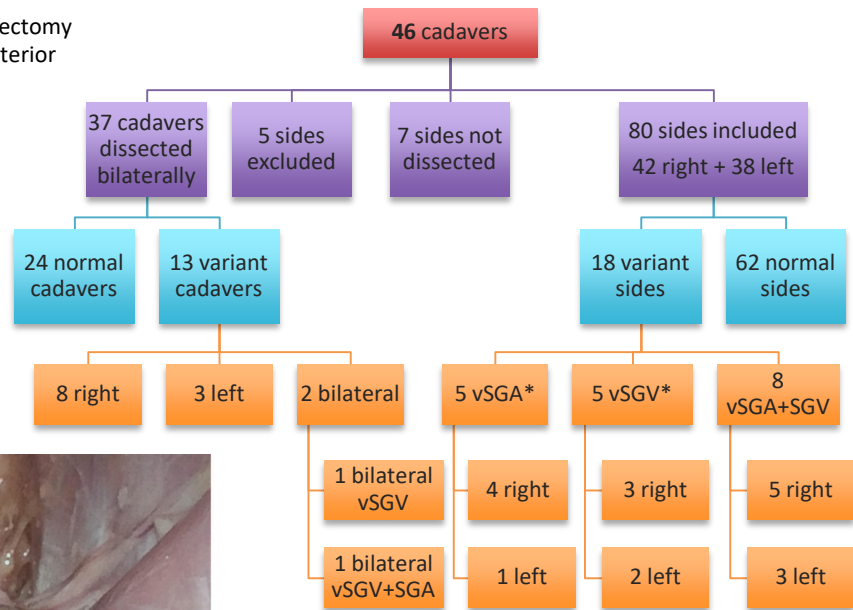 ectomy
terior
46 cadavers
37 cadavers
dissected
bilaterally
5 sides
excluded
7 sides not
dissected
80 sides included
42 right + 38 left
24 normal
cadavers
13 variant
cadavers
18 variant
sides
62 normal
sides
8 right
3 left
2 bilateral
5 vSGA*
5 vSGV*
8
vSGA+SGV
1 bilateral
vSGV
4 right
3 right
5 right
1 bilateral
vSGV+SGA
1 left
2 left
3 left